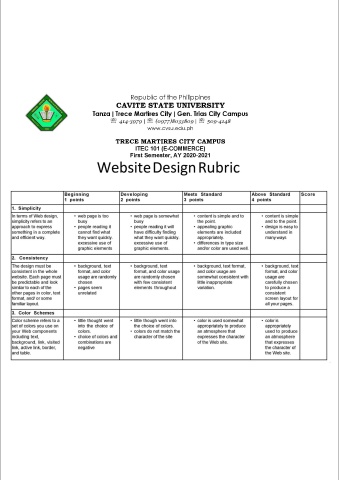 Republic of the Philippines
CAVITE STATE UNIVERSITY
Tanza | Trece Martires City | Gen. Trias City Campus
☏ 414-3979 | ☏ (0977)8033809 | ☏ 509-4148
www.cvsu.edu.ph
TRECE MARTIRES CITY CAMPUS
ITEC 101 (E-COMMERCE)
First Semester, AY 2020-2021
Website Design Rubric
Beginning
1 points
Developing
2 points
Meets Standard
3 points
Above Standard
4 points
Score
1. Simplicity
In terms of Web design,
simplicity refers to an
approach to express
something in a complete
and efficient way.
• web page is too
busy
• people reading it
cannot find what
they want quickly.
excessive use of
graphic elements.
• web page is somewhat
busy
• people reading it will
have difficulty finding
what they want quickly.
excessive use of
graphic elements.
• content is simple and to
the point.
• appealing graphic
elements are included
appropriately.
• differences in type size
and/or color are used well.
• content is simple
and to the point.
• design is easy to
understand in
many ways
2. Consistency
The design must be
consistent in the whole
website. Each page must
be predictable and look
similar to each of the
other pages in color, text
format, and/ or some
familiar layout.
• background, text
format, and color
usage are randomly
chosen
• pages seem
unrelated
• background, text
format, and color usage
are randomly chosen
with few consistent
elements throughout
• background, text format,
and color usage are
somewhat consistent with
little inappropriate
variables
• background, text
format, and color
usage are
carefully chosen
to produce a
consistent
screen layout for
all your pages.
3. Color Schemes
Color scheme refers to a
set of colors you use on
your Web components
including text,
background, link, visited
link, active link, border,
and table.
• little thought went
into the choice of
colors.
• choice of colors and
combinations are
negative
• little though went into
the choice of colors.
• colors do not match the
character of the site
• color is used somewhat
appropriately to produce
an atmosphere that
expresses the character
of the Web site.
• color is
appropriately
used to produce
an atmosphere
that expresses
the character of
the Web site.